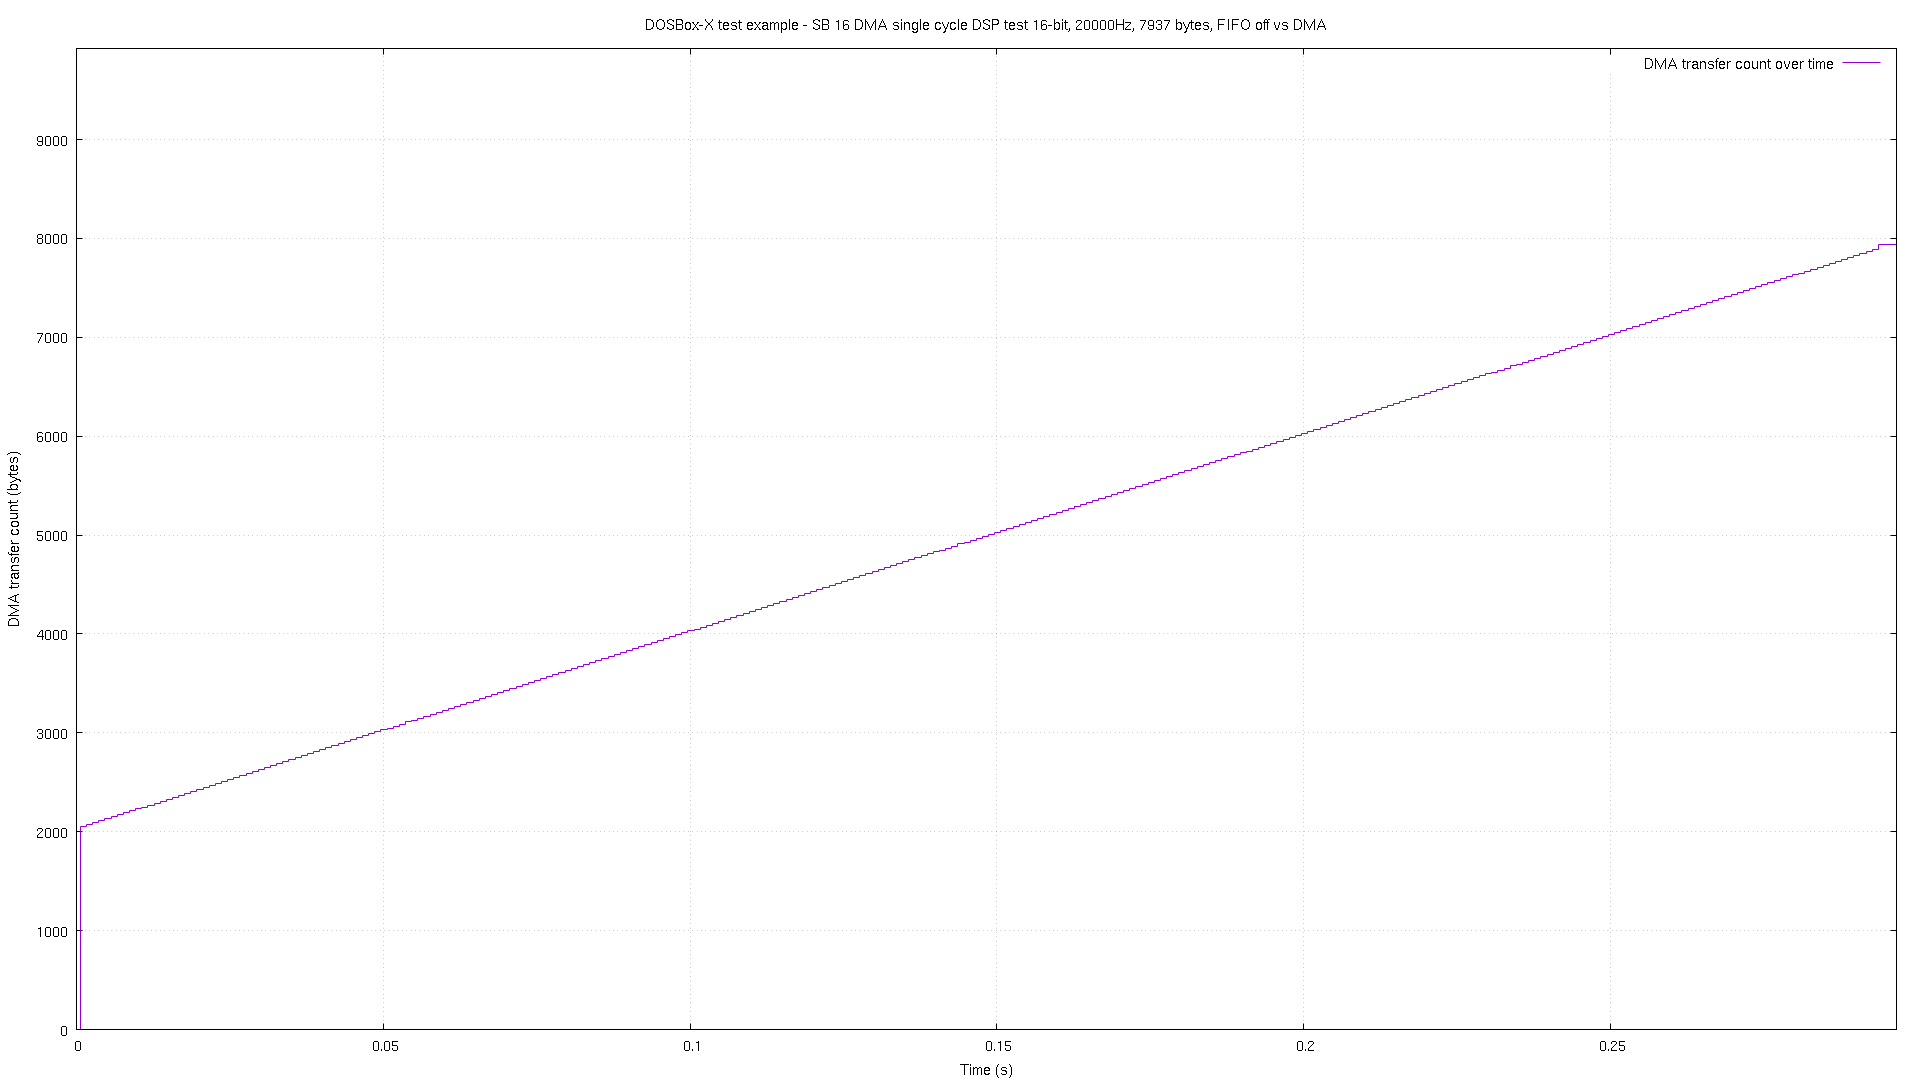 DOSBox-X test example - SB 16 DMA single cycle DSP test 16-bit, 20000Hz, 7937 bytes, FIFO off vs DMA
DMA transfer count over time
9000
8000
7000
6000
5000
4000
3000
2000
1000
0
DMA transfer count (bytes)
0 0.05 0.1 0.15 0.2 0.25
Time (s)